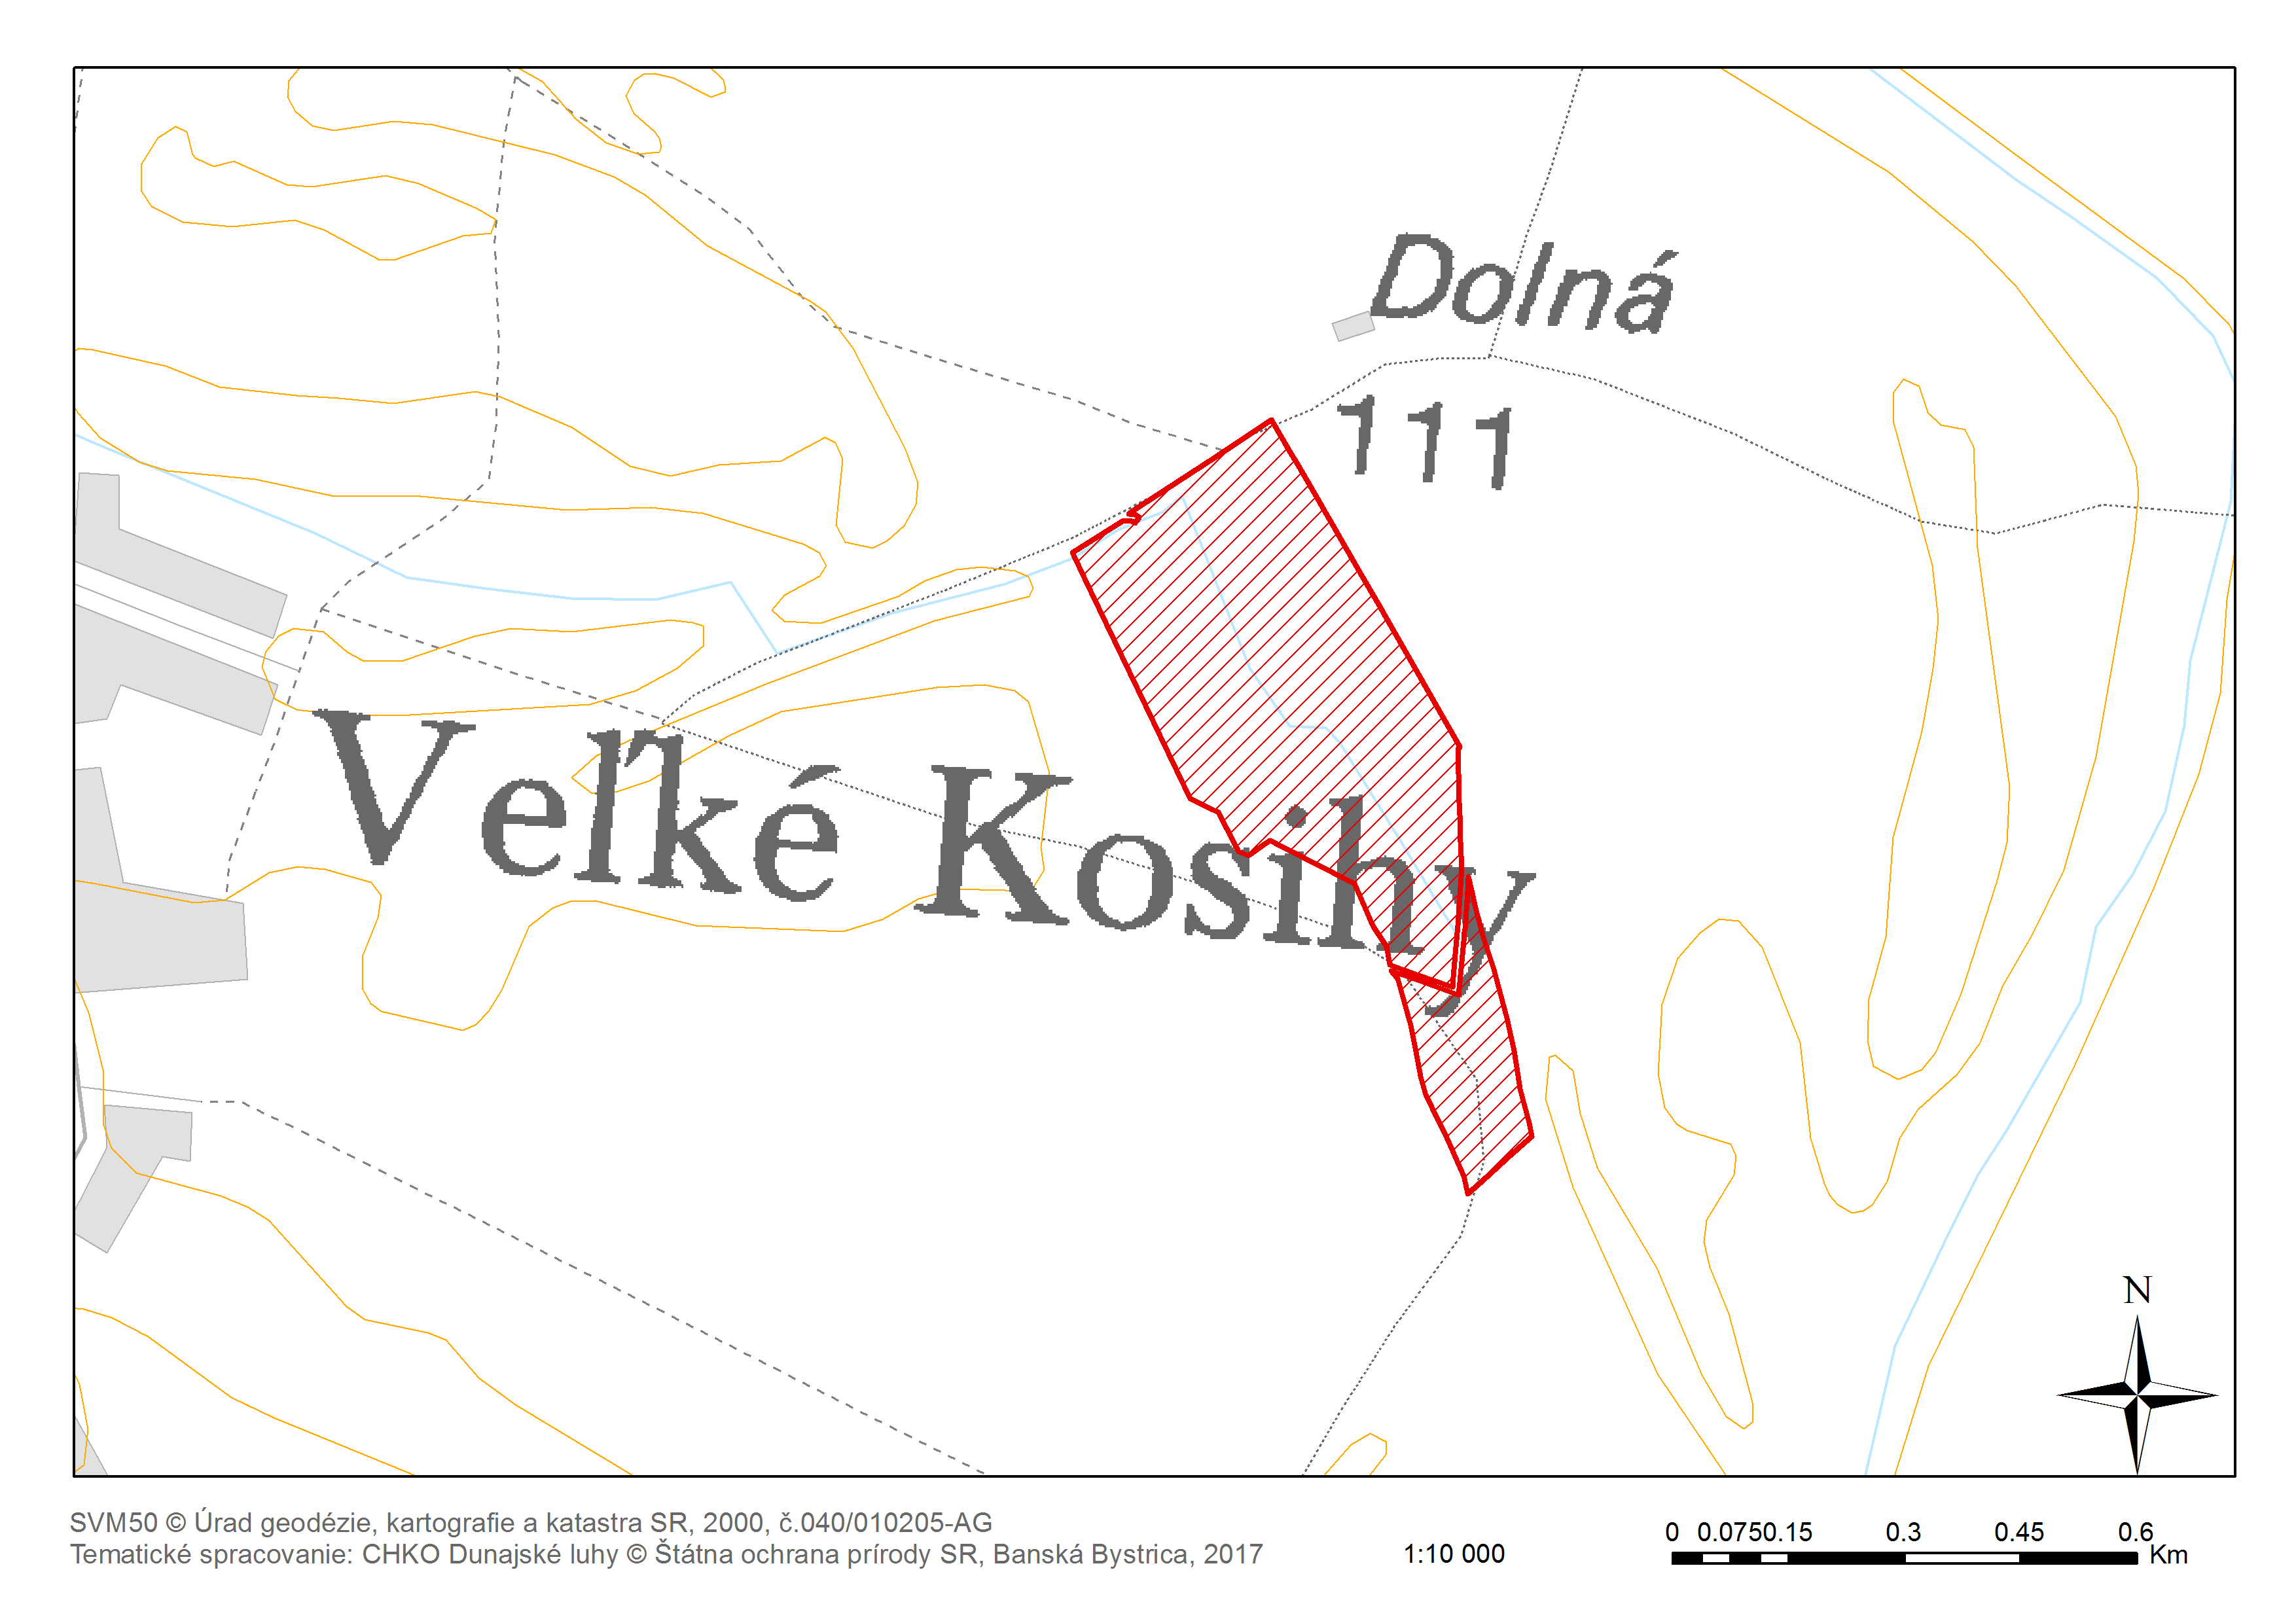 Dolná
111
Veľké Kosihy
N
SVM50 © Úrad geodézie, kartografie a katastra SR, 2000, č.040/010205-AG
Tematické spracovanie: CHKO Dunajské luhy © Štátna ochrana prírody SR, Banská Bystrica, 2017
1:10 000
0 0.0750.15 0.3 0.45 0.6
Km